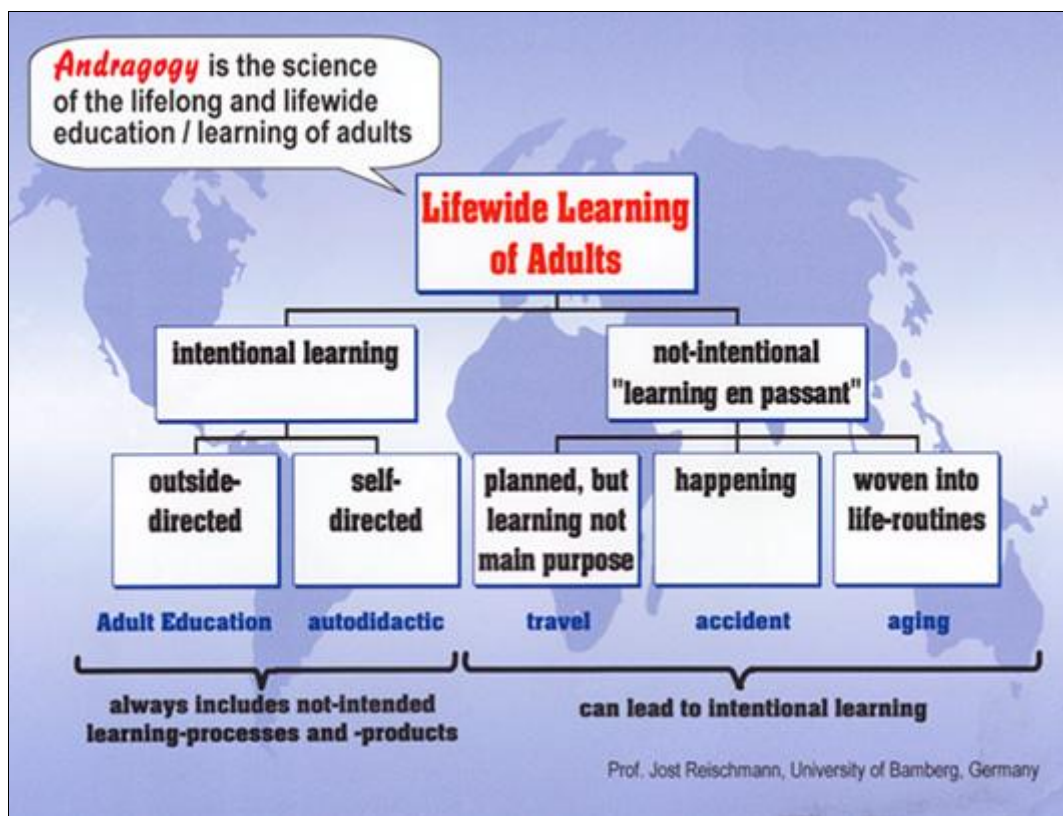 Andragogy is the science
of the lifelong and lifewide
education / learning of adults
Lifewide Learning
of Adults
intentional learning
not-intentional
"learning en passant"
outside-
directed
self-
directed
planned, but
learning not
main purpose
happening
woven into
life-routines
Adult Education
autodidactic
travel
accident
aging
always includes not-intended
learning-processes and -products
can lead to intentional learning
Prof. Jost Reischmann, University of Bamberg, Germany